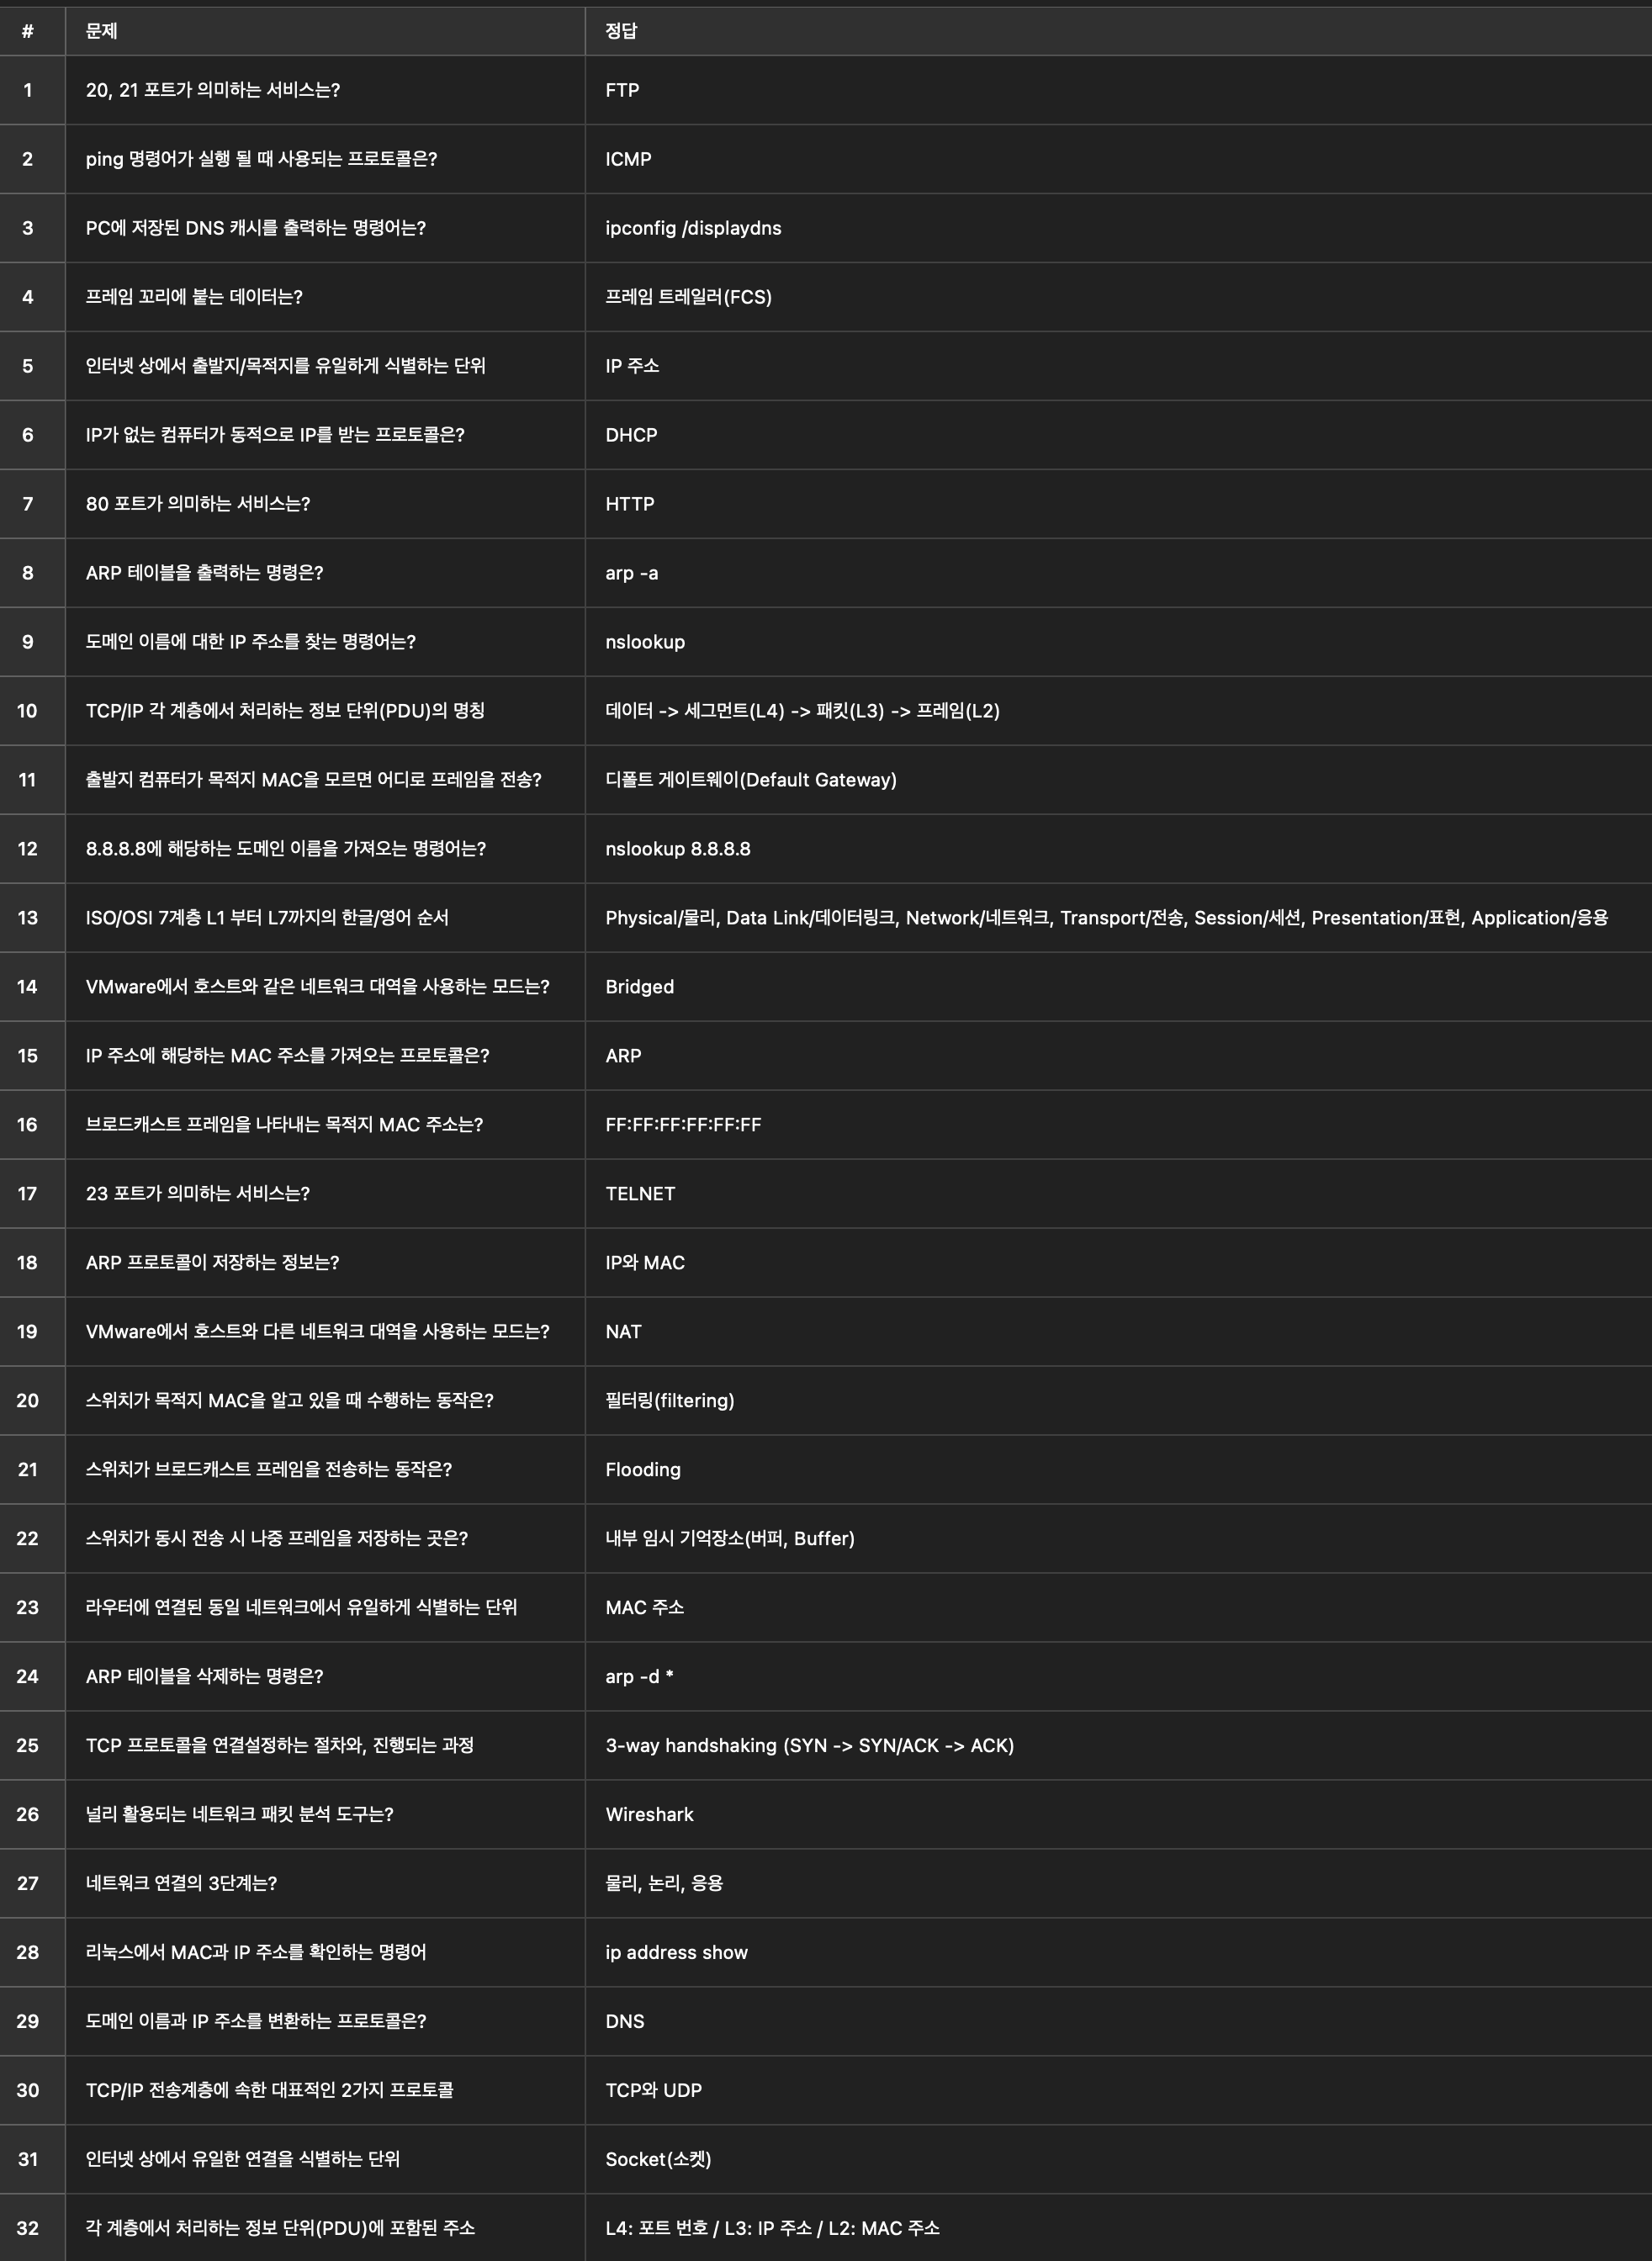 # 문제 정답
1 20, 21 포트가 의미하는 서비스는? FTP
2 ping 명령어가 실행 될 때 사용되는 프로토콜은? ICMP
3 PC에 저장된 DNS 캐시를 출력하는 명령어는? ipconfig /displaydns
4 프레임 꼬리에 붙는 데이터는? 프레임 트레일러(FCS)
5 인터넷 상에서 출발지/목적지를 유일하게 식별하는 단위 IP 주소
6 IP가 없는 컴퓨터가 동적으로 IP를 받는 프로토콜은? DHCP
7 80 포트가 의미하는 서비스는? HTTP
8 ARP 테이블을 출력하는 명령은? arp -a
9 도메인 이름에 대한 IP 주소를 찾는 명령어는? nslookup
10 TCP/IP 각 계층에서 처리하는 정보 단위(PDU)의 명칭 데이터 -> 세그먼트(L4) -> 패킷(L3) -> 프레임(L2)
11 출발지 컴퓨터가 목적지 MAC을 모르면 어디로 프레임을 전송? 디폴트 게이트웨이(Default Gateway)
12 8.8.8.8에 해당하는 도메인 이름을 가져오는 명령어는? nslookup 8.8.8.8
13 ISO/OSI 7계층 L1 부터 L7까지의 한글/영어 순서 Physical/물리, Data Link/데이터링크, Network/네트워크, Transport/전송, Session/세션, Presentation/표현, Application/응용
14 VMware에서 호스트와 같은 네트워크 대역을 사용하는 모드는? Bridged
15 IP 주소에 해당하는 MAC 주소를 가져오는 프로토콜은? ARP
16 브로드캐스트 프레임을 나타내는 목적지 MAC 주소는? FF:FF:FF:FF:FF:FF
17 23 포트가 의미하는 서비스는? TELNET
18 ARP 프로토콜이 저장하는 정보는? IP와 MAC
19 VMware에서 호스트와 다른 네트워크 대역을 사용하는 모드는? NAT
20 스위치가 목적지 MAC을 알고 있을 때 수행하는 동작은? 필터링(filtering)
21 스위치가 브로드캐스트 프레임을 전송하는 동작은? Flooding
22 스위치가 동시 전송 시 나중 프레임을 저장하는 곳은? 내부 임시 기억장소(버퍼, Buffer)
23 라우터에 연결된 동일 네트워크에서 유일하게 식별하는 단위 MAC 주소
24 ARP 테이블을 삭제하는 명령은? arp -d *
25 TCP 프로토콜을 연결설정하는 절차와, 진행되는 과정 3-way handshaking (SYN -> SYN/ACK -> ACK)
26 널리 활용되는 네트워크 패킷 분석 도구는? Wireshark
27 네트워크 연결의 3단계는? 물리, 논리, 응용
28 리눅스에서 MAC과 IP 주소를 확인하는 명령어 ip address show
29 도메인 이름과 IP 주소를 변환하는 프로토콜은? DNS
30 TCP/IP 전송계층에 속한 대표적인 2가지 프로토콜 TCP와 UDP
31 인터넷 상에서 유일한 연결을 식별하는 단위 Socket(소켓)
32 각 계층에서 처리하는 정보 단위(PDU)에 포함된 주소 L4: 포트 번호 / L3: IP 주소 / L2: MAC 주소